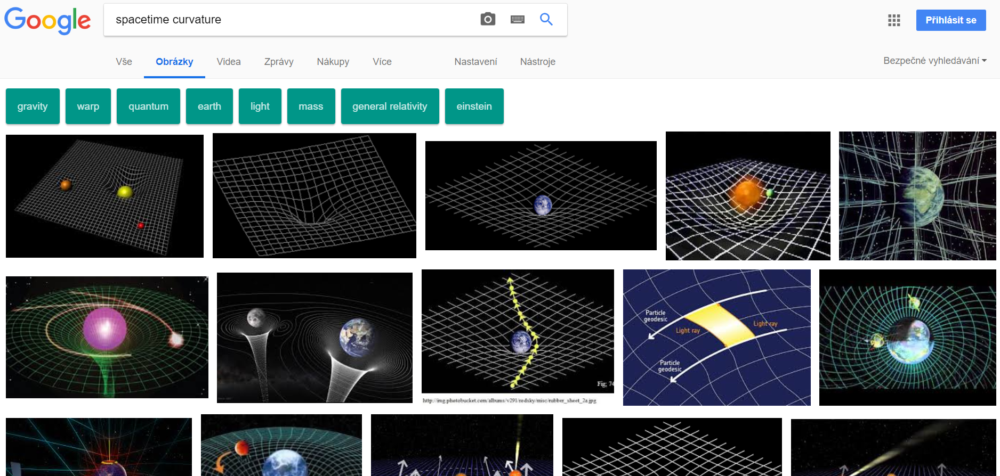 Google
spacetime curvature
Přihlásit se
Vše Obrázky Videa Zprávy Nákupy Více Nastavení Nástroje
Bezpečné vyhledávání
gravity warp quantum earth light mass general relativity einstein
Particle
geodesic
Light ray
Light ray
Particle
geodesic
Fig; 74
http://img.photobucket.com/albums/v291/rodsky/misc/rubber_sheet_2a.jpg